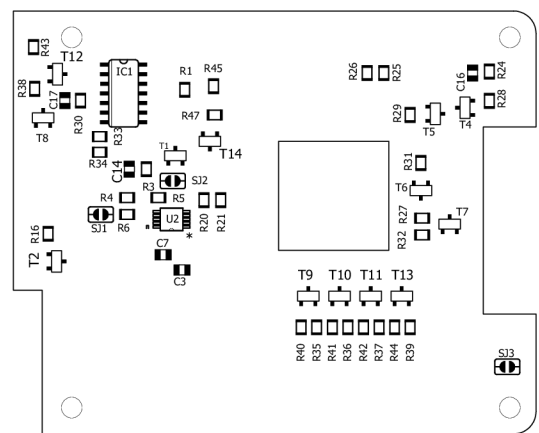 R43
T12
IC1
R1
R45
R26
R25
C16
R24
R38
C17
R30
R47
R29
T5
T4
R28
T8
R33
R34
T1
T14
C14
R3
SJ2
R31
T6
R4
R5
SJ1
R6
U2
*
R20
R21
R27
R32
T7
R16
T2
C7
C3
T9
T10
T11
T13
R40
R35
R41
R36
R42
R37
R44
R39
SJ3